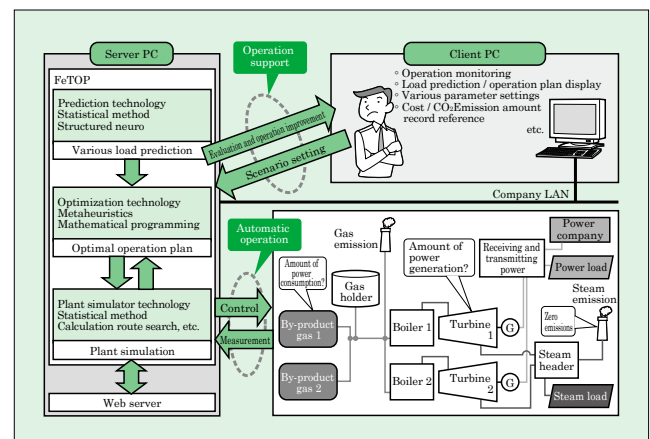 Server PC
FeTOP
Prediction technology
Statistical method
Structured neuro
Various load prediction
Optimization technology
Metaheuristics
Mathematical programming
Optimal operation plan
Plant simulator technology
Statistical method
Calculation route search, etc.
Plant simulation
Web server
Operation
support
Evaluation and operation improvement
Scenario setting
Client PC
◦ Operation monitoring
◦ Load prediction / operation plan display
◦ Various parameter settings
◦ Cost / CO₂Emission amount
record reference
etc.
Company LAN
Automatic
operation
Control
Measurement
Gas
emission
Amount of
power
consumption?
Gas
holder
By-product
gas 1
By-product
gas 2
Amount of
power
generation?
Boiler 1
Turbine
1
G
Boiler 2
Turbine
2
G
Receiving and
transmitting
power
Power
company
Power load
Steam
emission
Zero
emissions
Steam
header
Steam load